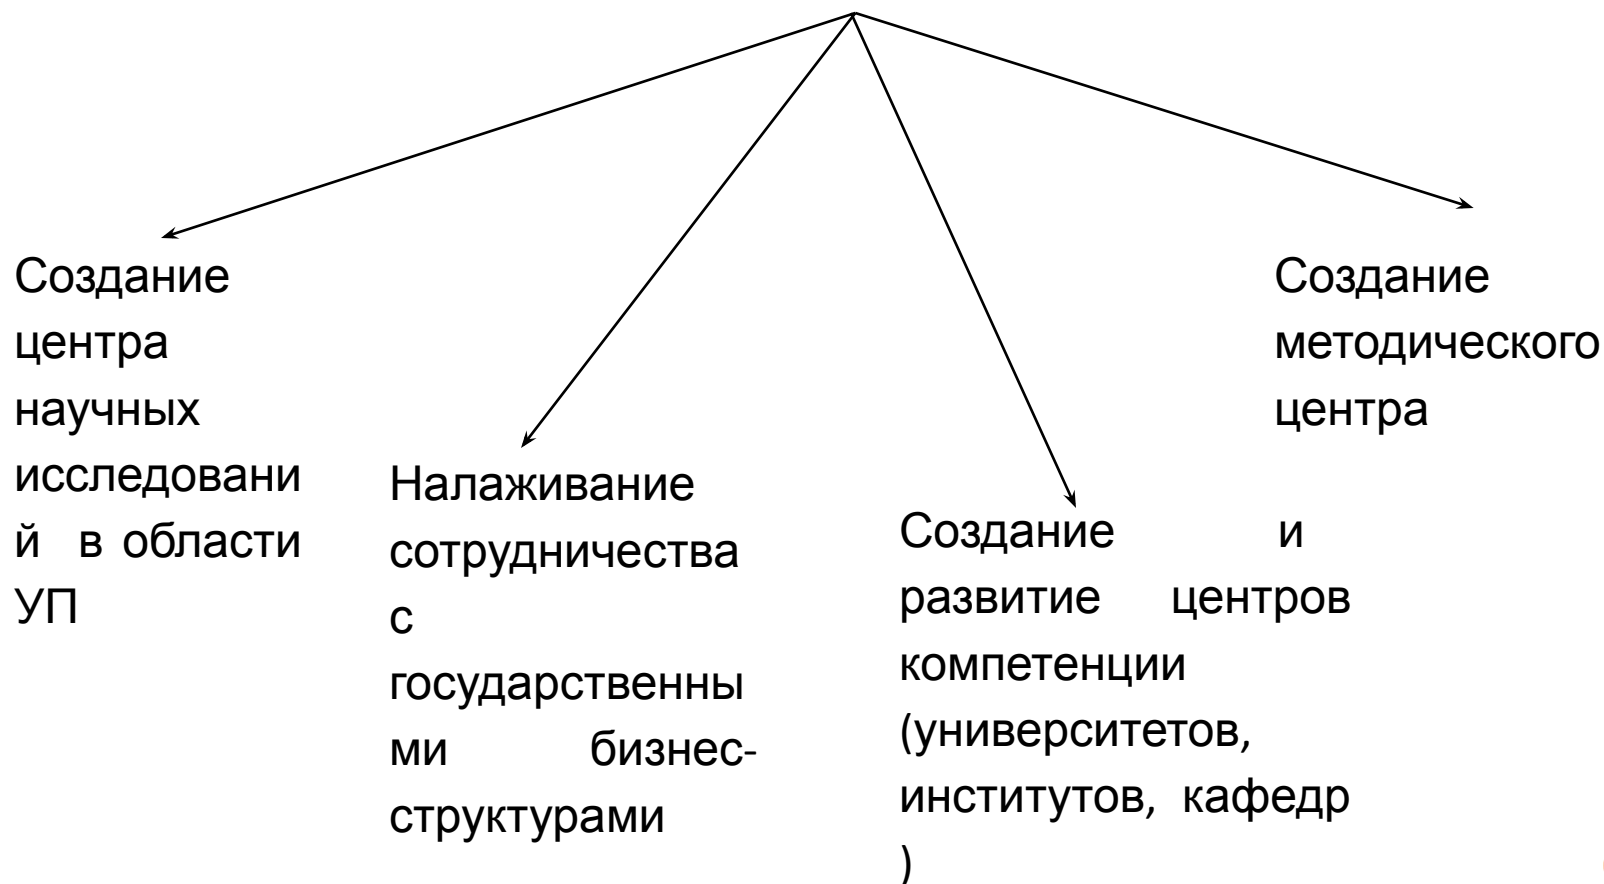 Создание
центра
научных
исследовани
й в области
УП
Налаживание
сотрудничества
с
государственны
ми бизнес-
структурами
Создание и
развитие центров
компетенции
(университетов,
институтов, кафедр
)
Создание
методического
центра